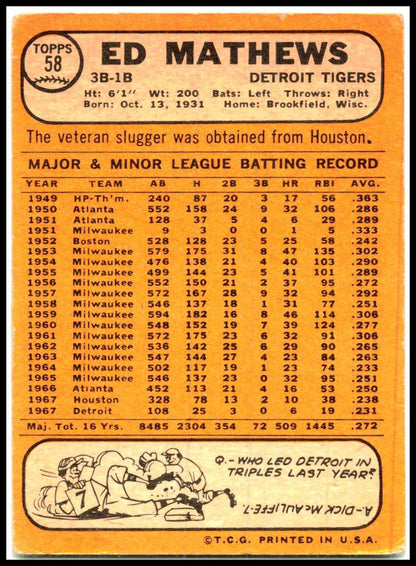 TOPPS
58
ED MATHEWS
3B-1B DETROIT TIGERS
Ht: 6'1" Wt: 200 Bats: Left Throws: Right
Born: Oct. 13, 1931 Home: Brookfield, Wisc.
The veteran slugger was obtained from Houston.
MAJOR & MINOR LEAGUE BATTING RECORD
YEAR TEAM AB H 2B 3B HR RBI AVG.
1949 HP-Th'm. 240 87 20 3 17 56 .363
1950 Atlanta 552 158 24 9 32 106 .286
1951 Atlanta 128 37 5 4 6 29 .289
1951 Milwaukee 9 3 0 0 1 5 .333
1952 Boston 528 128 23 5 25 58 .242
1953 Milwaukee 579 175 31 8 47 135 .302
1954 Milwaukee 476 138 21 4 40 103 .290
1955 Milwaukee 499 144 23 5 41 101 .289
1956 Milwaukee 552 150 21 2 37 95 .272
1957 Milwaukee 572 167 28 9 32 94 .292
1958 Milwaukee 546 137 18 1 31 77 .251
1959 Milwaukee 594 182 16 8 46 114 .306
1960 Milwaukee 548 152 19 7 39 124 .277
1961 Milwaukee 572 175 23 6 32 91 .306
1962 Milwaukee 536 142 25 6 29 90 .265
1963 Milwaukee 547 144 27 4 23 84 .263
1964 Milwaukee 502 117 19 1 23 74 .233
1965 Milwaukee 546 137 23 0 32 95 .251
1966 Atlanta 452 113 21 4 16 53 .250
1967 Houston 328 78 13 2 10 38 .238
1967 Detroit 108 25 3 0 6 19 .231
Maj. Tot. 16 Yrs. 8485 2304 354 72 509 1445 .272
7
Q.-WHO LED DETROIT IN
TRIPLES LAST YEAR?
A-DICK McAULIFFE-7.
©T.C.G. PRINTED IN U.S.A.